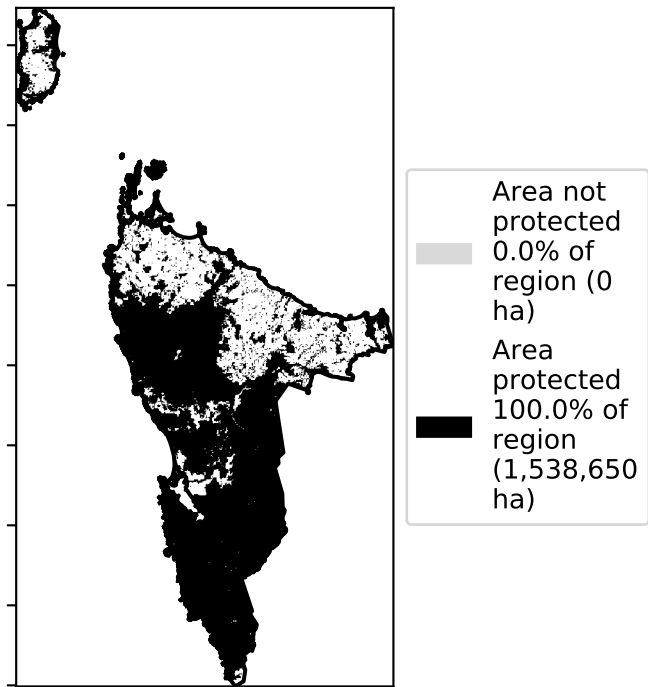 Area not
protected
0.0% of
region (0
ha)
Area
protected
100.0% of
region
(1,538,650
ha)